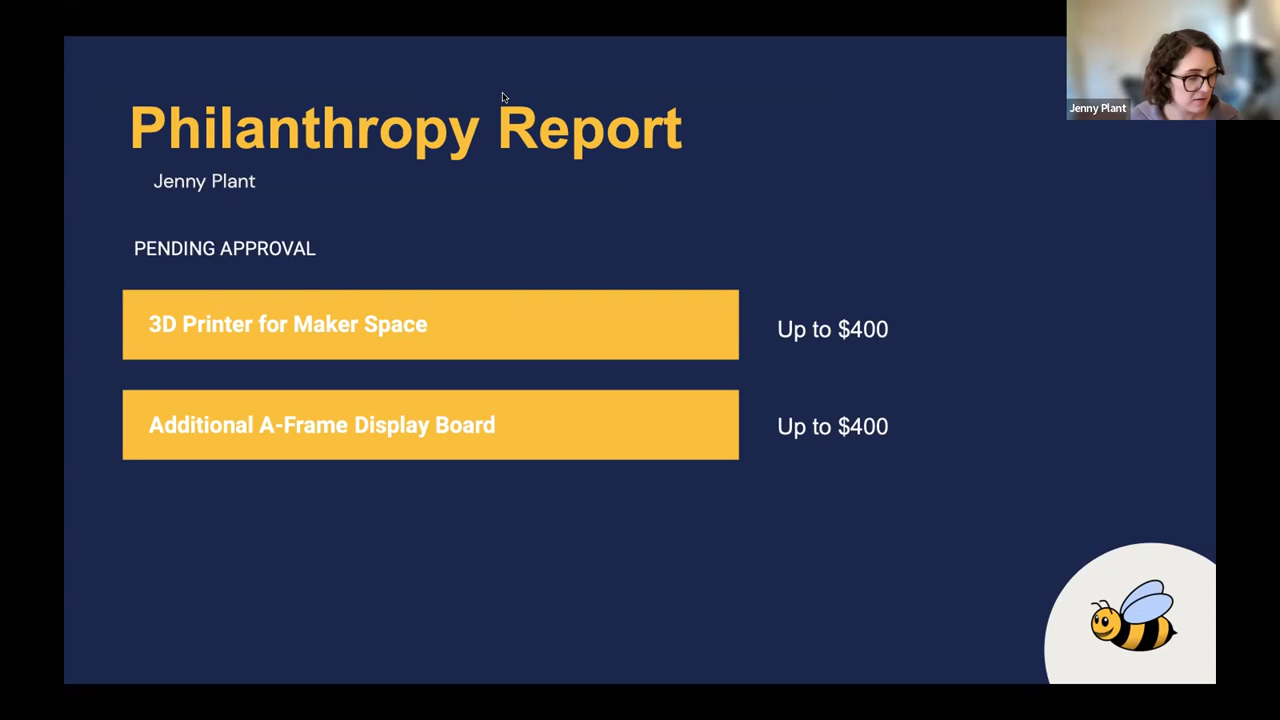 Philanthropy Report
Jenny Plant
Jenny Plant
PENDING APPROVAL
3D Printer for Maker Space
Up to $400
Additional A-Frame Display Board
Up to $400